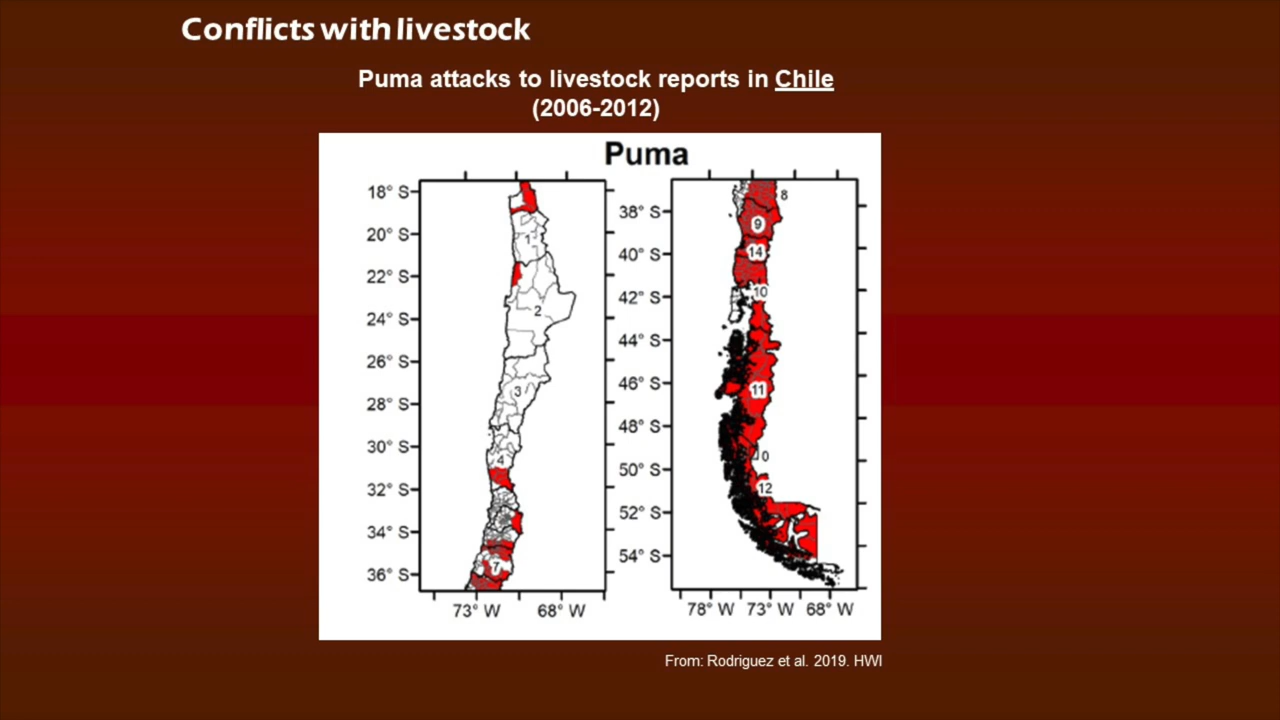 Conflicts with livestock
Puma attacks to livestock reports in Chile
(2006-2012)
Puma
18° S
20° S
22° S
24° S
26° S
28° S
30° S
32° S
34° S
36° S
1
2
3
4
7
73° W 68° W
38° S
40° S
42° S
44° S
46° S
48° S
50° S
52° S
54° S
8
9
14
10
11
0
12
78° W 73° W 68° W
From: Rodriguez et al. 2019. HWI